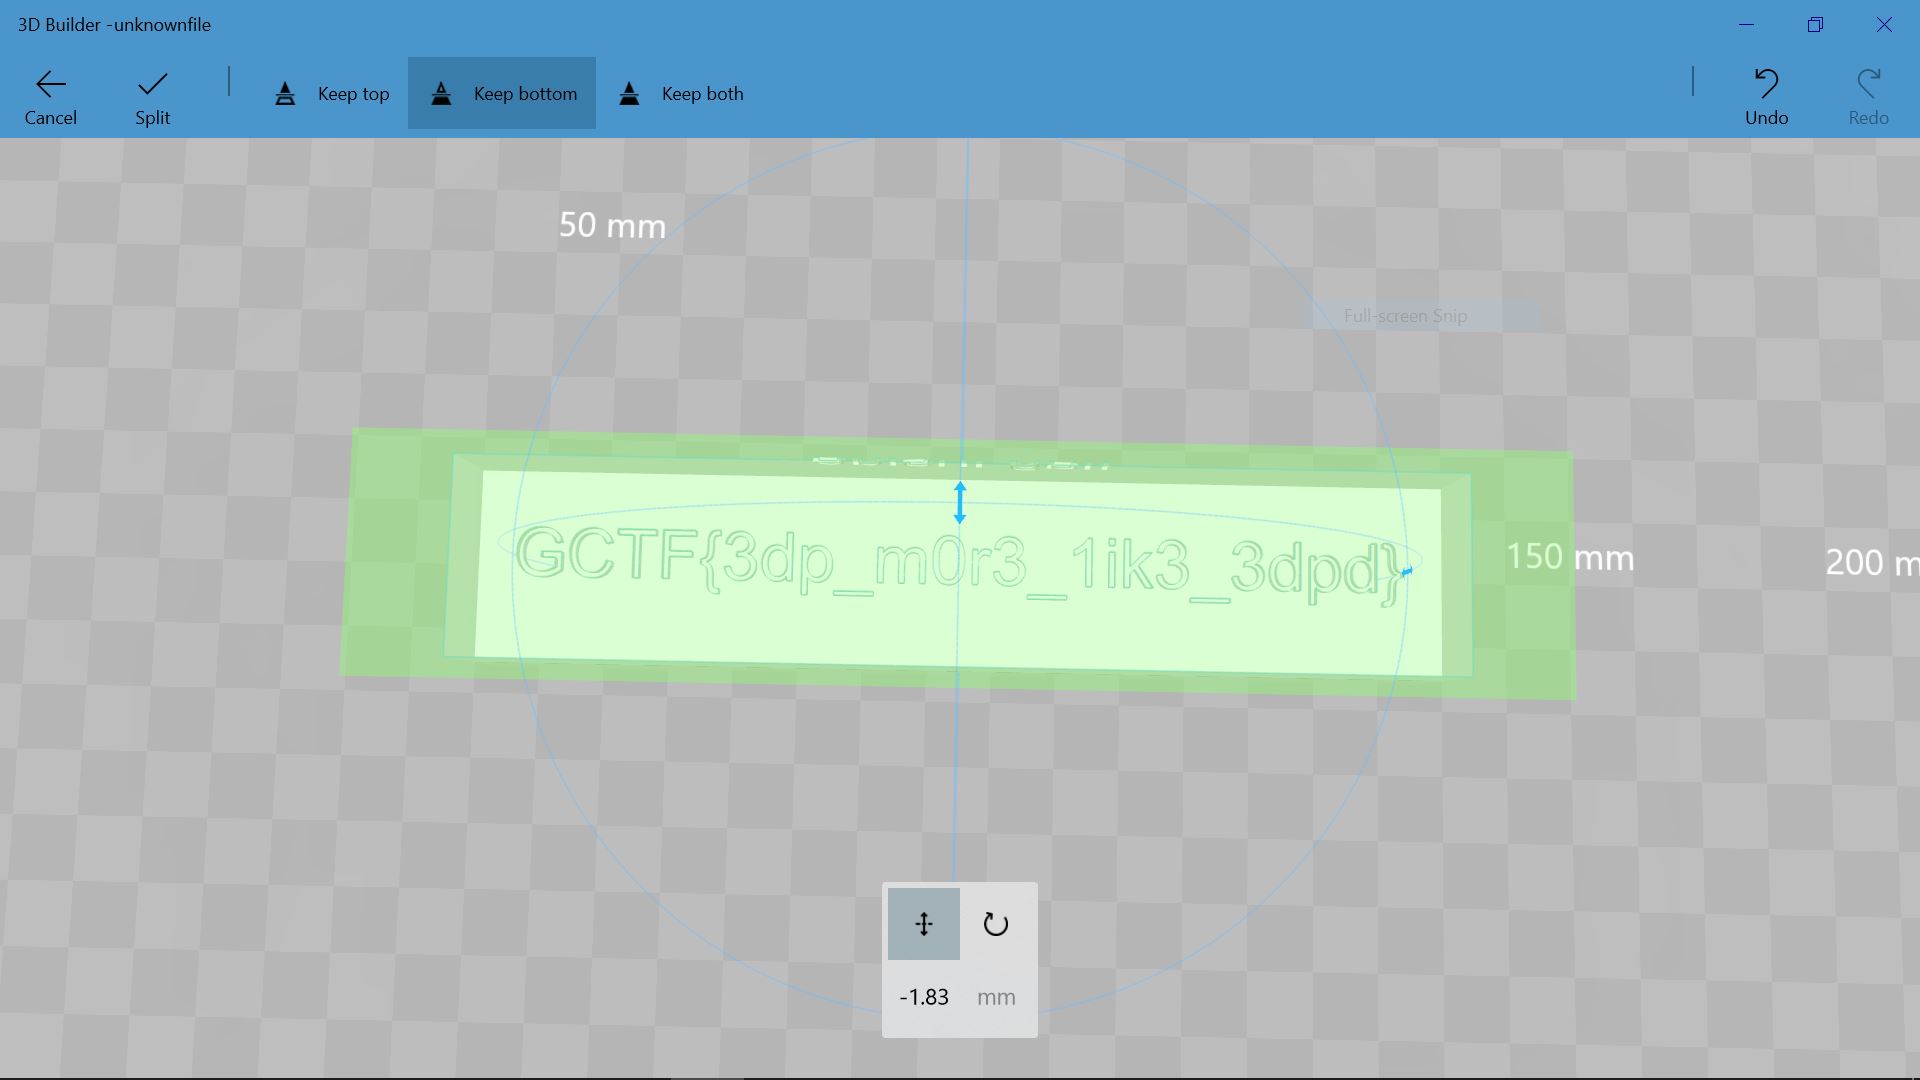 3D Builder -unknownfile
Cancel
Split
Keep top
Keep bottom
Keep both
Undo
Redo
50 mm
Full-screen Snip
GCTF{3dp_m0r3_1ik3_3dpd}
150 mm
200 m
-1.83 mm